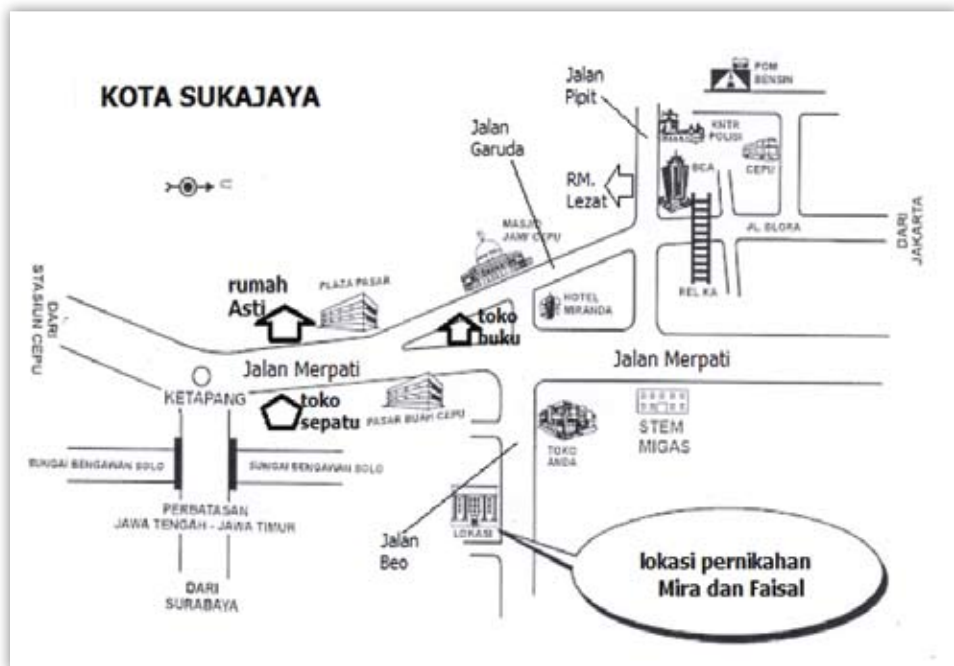 KOTA SUKAJAYA
Jalan
Pipit
POM
BENSIN
Jalan
Garuda
KNTR
POLISI
RM.
Lezat
BCA
CEPU
MASJID
JAMI' CEPU
JL. BLORA
DARI
JAKARTA
REL KA
HOTEL
MIRANDA
rumah
Asti
PLAZA PASAR
toko
buku
DARI
STASIUN CEPU
Jalan Merpati
Jalan Merpati
KETAPANG
toko
sepatu
PASAR BUAH CEPU
TOKO
ANDA
STEM
MIGAS
SUNGAI BENGAWAN SOLO
SUNGAI BENGAWAN SOLO
PERBATASAN
JAWA TENGAH - JAWA TIMUR
LOKASI
Jalan
Beo
DARI
SURABAYA
lokasi pernikahan
Mira dan Faisal